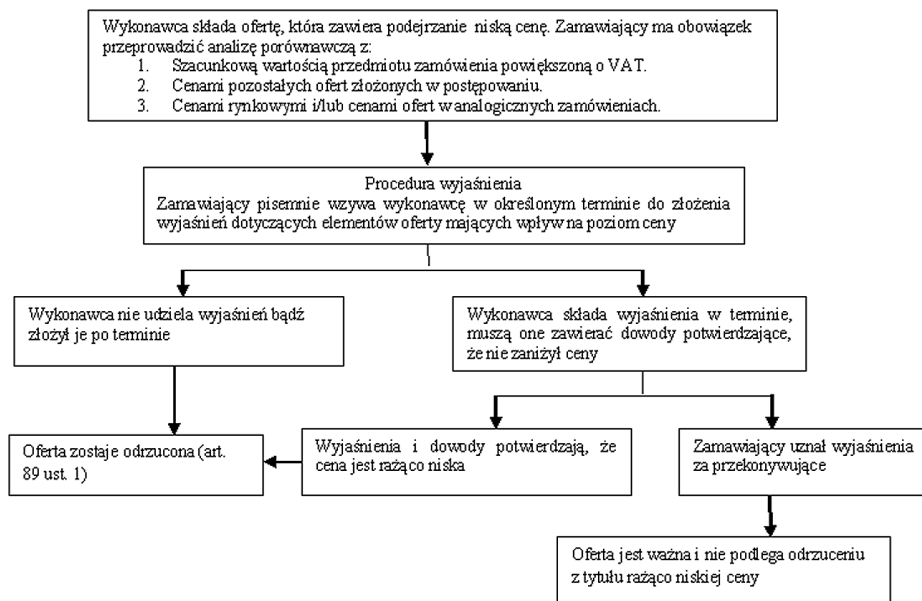 Wykonawca składa ofertę, która zawiera podejrzanie niską cenę. Zamawiający ma obowiązek
przeprowadzić analizę porównawczą z:
1. Szacunkową wartością przedmiotu zamówienia powiększoną o VAT.
2. Cenami pozostałych ofert złożonych w postępowaniu.
3. Cenami rynkowymi i/lub cenami ofert w analogicznych zamówieniach.
Procedura wyjaśnienia
Zamawiający pisemnie wzywa wykonawcę w określonym terminie do złożenia
wyjaśnień dotyczących elementów oferty mających wpływ na poziom ceny
Wykonawca nie udziela wyjaśnień bądź
złożył je po terminie
Wykonawca składa wyjaśnienia w terminie,
muszą one zawierać dowody potwierdzające,
że nie zaniżył ceny
Oferta zostaje odrzucona (art.
89 ust. 1)
Wyjaśnienia i dowody potwierdzają, że
cena jest rażąco niska
Zamawiający uznał wyjaśnienia
za przekonywujące
Oferta jest ważna i nie podlega odrzuceniu
z tytułu rażąco niskiej ceny